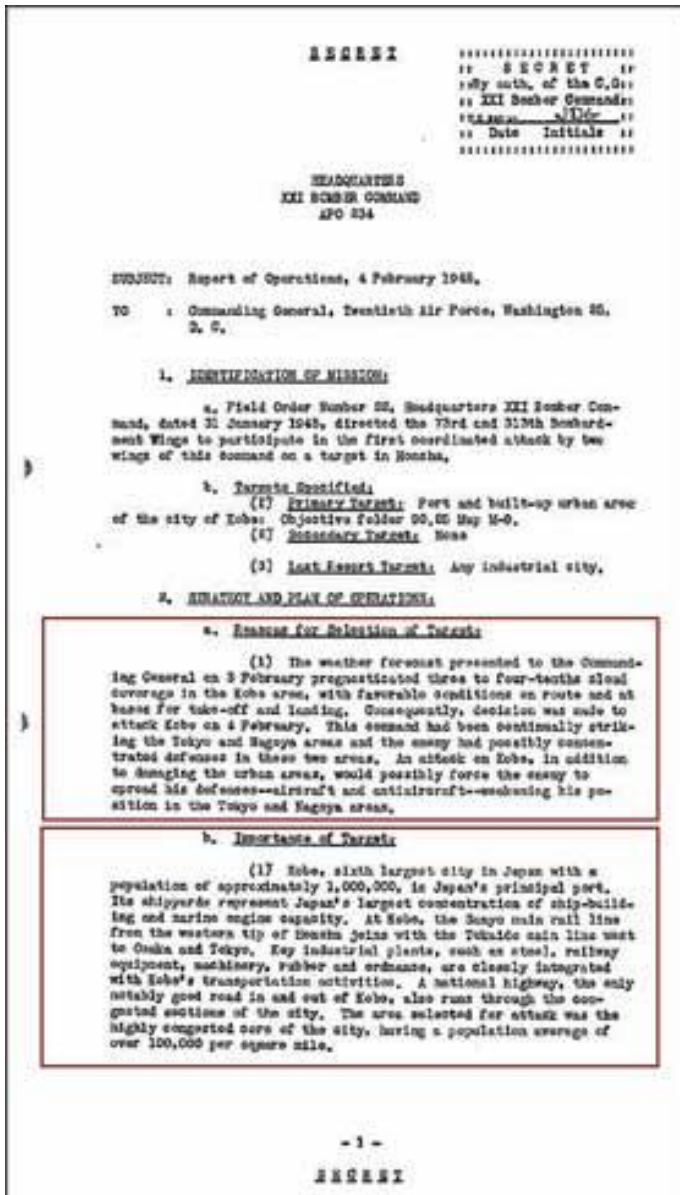 SECRET
SECRET
By auth. of the C.G.
XXI Bomber Command
Date Initials
HEADQUARTERS
XXI BOMBER COMMAND
APO 234
SUBJECT: Report of Operations, 4 February 1945.
TO : Commanding General, Twentieth Air Force, Washington 25,
D. C.
1. IDENTIFICATION OF MISSION:
a. Field Order Number 22, Headquarters XXI Bomber Com-
mand, dated 31 January 1945, directed the 73rd and 313th Bombard-
ment Wings to participate in the first coordinated attack by two
wings of this Command on a target in Honshu.
b. Targets Specified:
(1) Primary Target: Port and built-up urban area
of the city of Kobe: Objective folder 90.25 Map
(2) Secondary Target: None
(3) Last Resort Target: Any industrial city.
2. STRATEGY AND PLAN OF OPERATIONS:
a. Reasons for Selection of Target:
(1) The weather forecast presented to the Command-
ing General on 3 February prognosticated three to four-tenths cloud
coverage in the Kobe area, with favorable conditions on route and at
bases for take-off and landing. Consequently, decision was made to
attack Kobe on 4 February. This command had been continually strik-
ing the Tokyo and Nagoya areas and the enemy had possibly concen-
trated defenses in these two areas. An attack on Kobe, in addition
to damaging the urban areas, would possibly force the enemy to
spread his defenses--aircraft and antiaircraft--weakening his po-
sition in the Tokyo and Nagoya areas.
b. Importance of Target:
(1) Kobe, sixth largest city in Japan with a
population of approximately 1,000,000, is Japan's principal port.
Its shipyards represent Japan's largest concentration of ship-build-
ing and marine engine capacity. At Kobe, the Sanyo main rail line
from the western tip of Honshu joins with the Tokaido main line west
to Osaka and Tokyo. Key industrial plants, such as steel, railway
equipment, machinery, rubber and ordnance, are closely integrated
with Kobe's transportation activities. A national highway, the only
notably good road in and out of Kobe, also runs through the con-
gested sections of the city. The area selected for attack was the
highly congested core of the city, having a population average of
over 100,000 per square mile.
- 1 -
SECRET